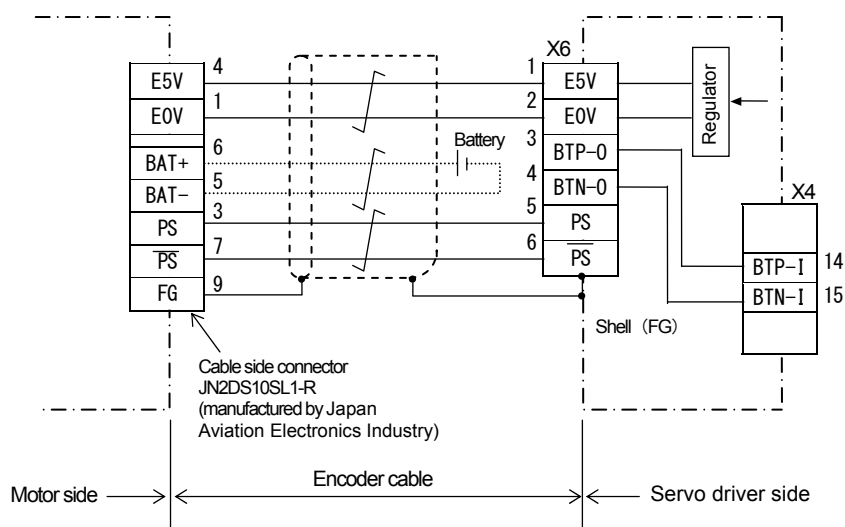 X6
E5V 4 1 E5V
E0V 1 2 E0V
Regulator
BAT+ 6 Battery 3 BTP-0
BAT- 5 4 BTN-0
X4
PS 3 5 PS
P̅S̅ 7 6 P̅S̅
BTP-I 14
FG 9
BTN-I 15
Shell (FG)
Cable side connector
JN2DS10SL1-R
(manufactured by Japan
Aviation Electronics Industry)
Motor side
Encoder cable
Servo driver side